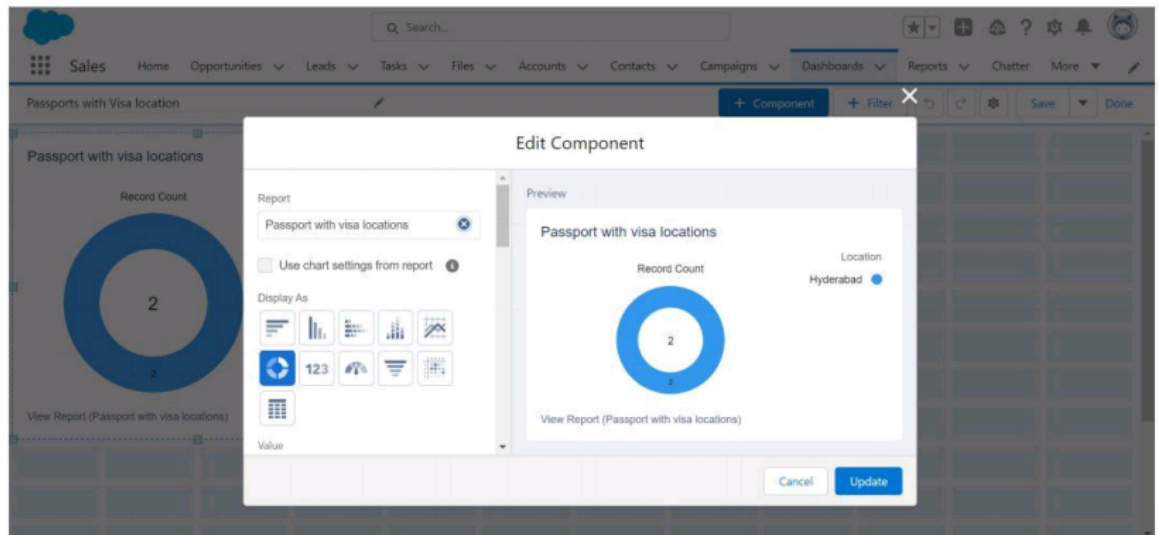 Search...
Sales Home Opportunities Leads Tasks Files Accounts Contacts Campaigns Dashboards Reports Chatter More
Passports with Visa location
+ Component + Filter Save Done
Passport with visa locations
Record Count
2
2
View Report (Passport with visa locations)
Edit Component
Report
Passport with visa locations
Use chart settings from report
Display As
123
Value
Preview
Passport with visa locations
Record Count
Location
Hyderabad
2
2
View Report (Passport with visa locations)
Cancel Update